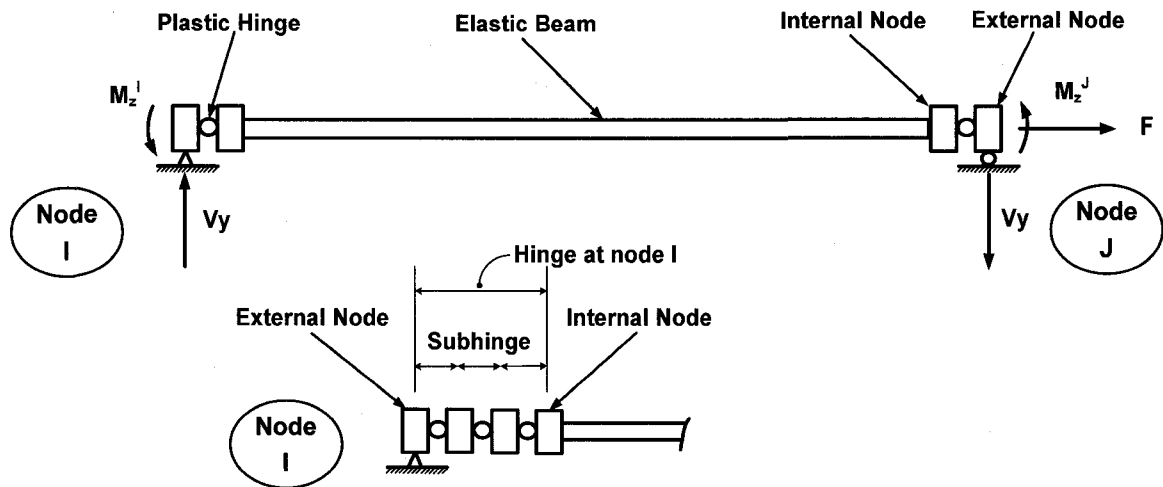 Plastic Hinge
Elastic Beam
Internal Node
External Node
M_z^I
M_z^J
F
Node
I
Vy
Vy
Node
J
Hinge at node I
External Node
Internal Node
Subhinge
Node
I